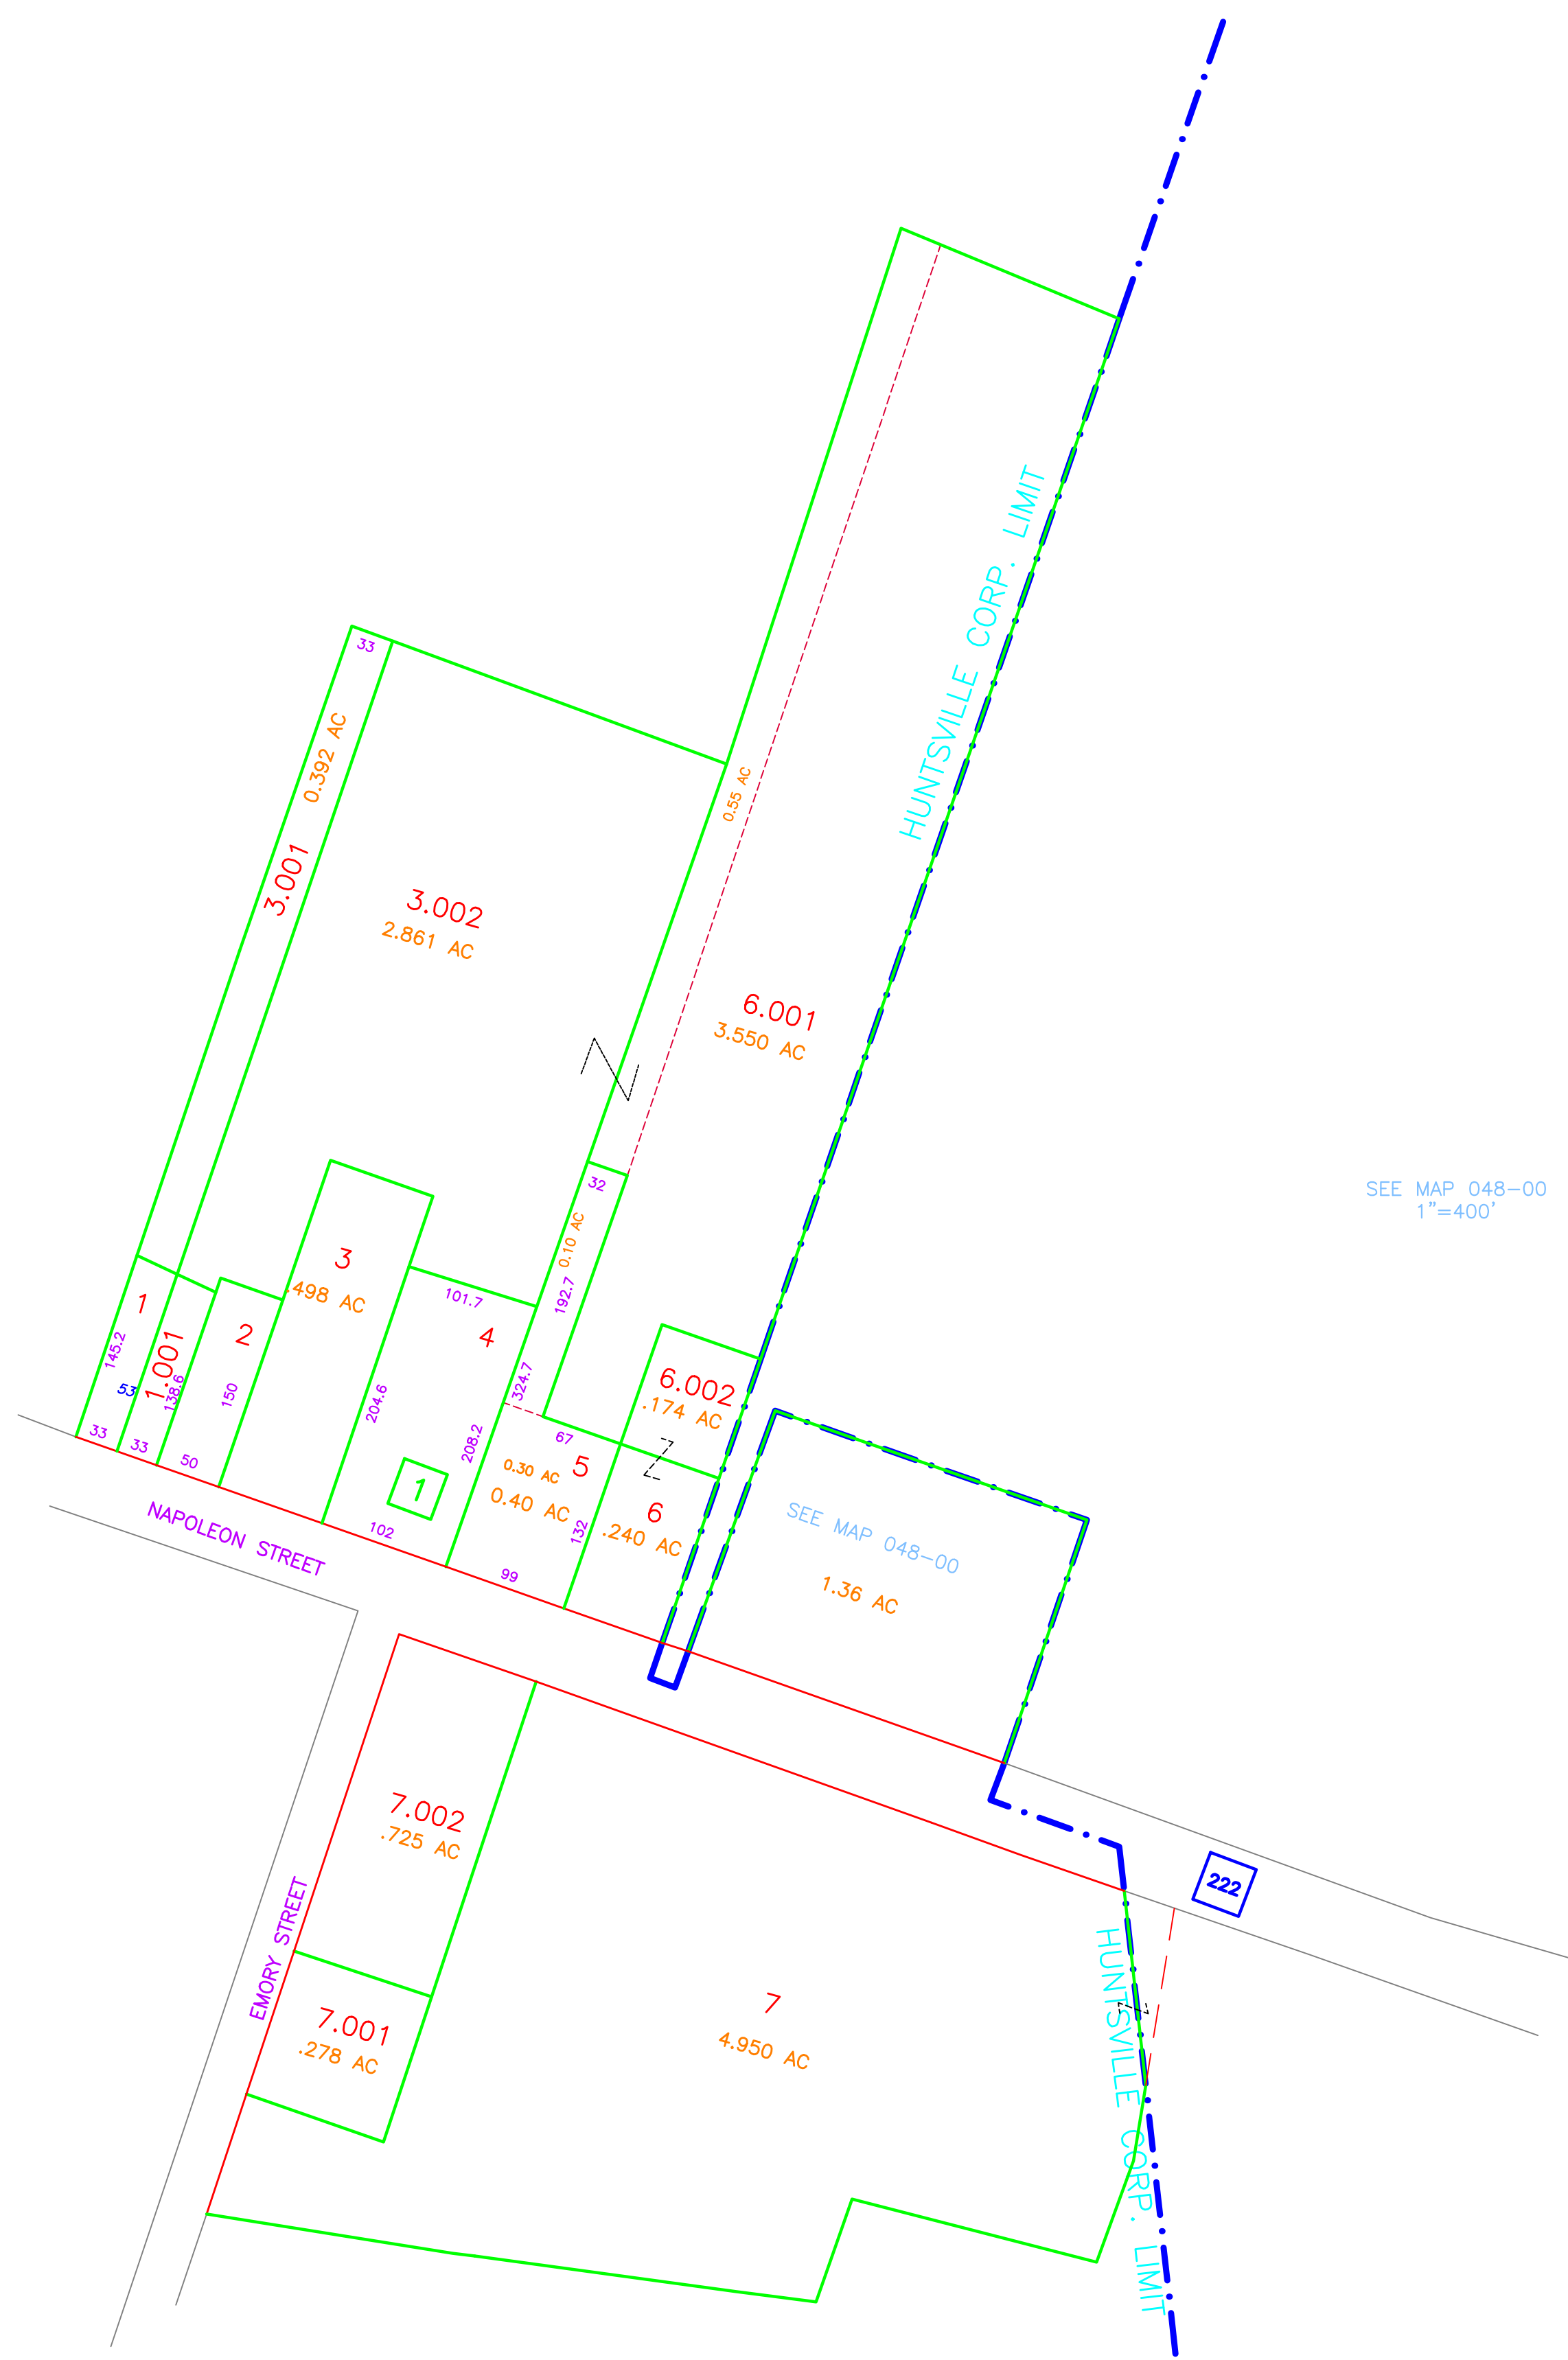 HUNTSVILLE CORP. LIMIT
33
0.392 AC
3.001
0.55 AC
3.002
2.861 AC
6.001
3.550 AC
SEE MAP 048-00
1"=400'
32
0.10 AC
192.7
3
.498 AC
101.7
1
2
4
145.2
1.001
138.6
53
150
204.6
324.7
6.002
.174 AC
208.2
67
33
33
50
1
0.30 AC
5
0.40 AC
132
6
.240 AC
SEE MAP 048-00
1.36 AC
NAPOLEON STREET
102
99
7.002
.725 AC
222
EMORY STREET
7.001
.278 AC
7
4.950 AC
HUNTSVILLE CORP. LIMIT